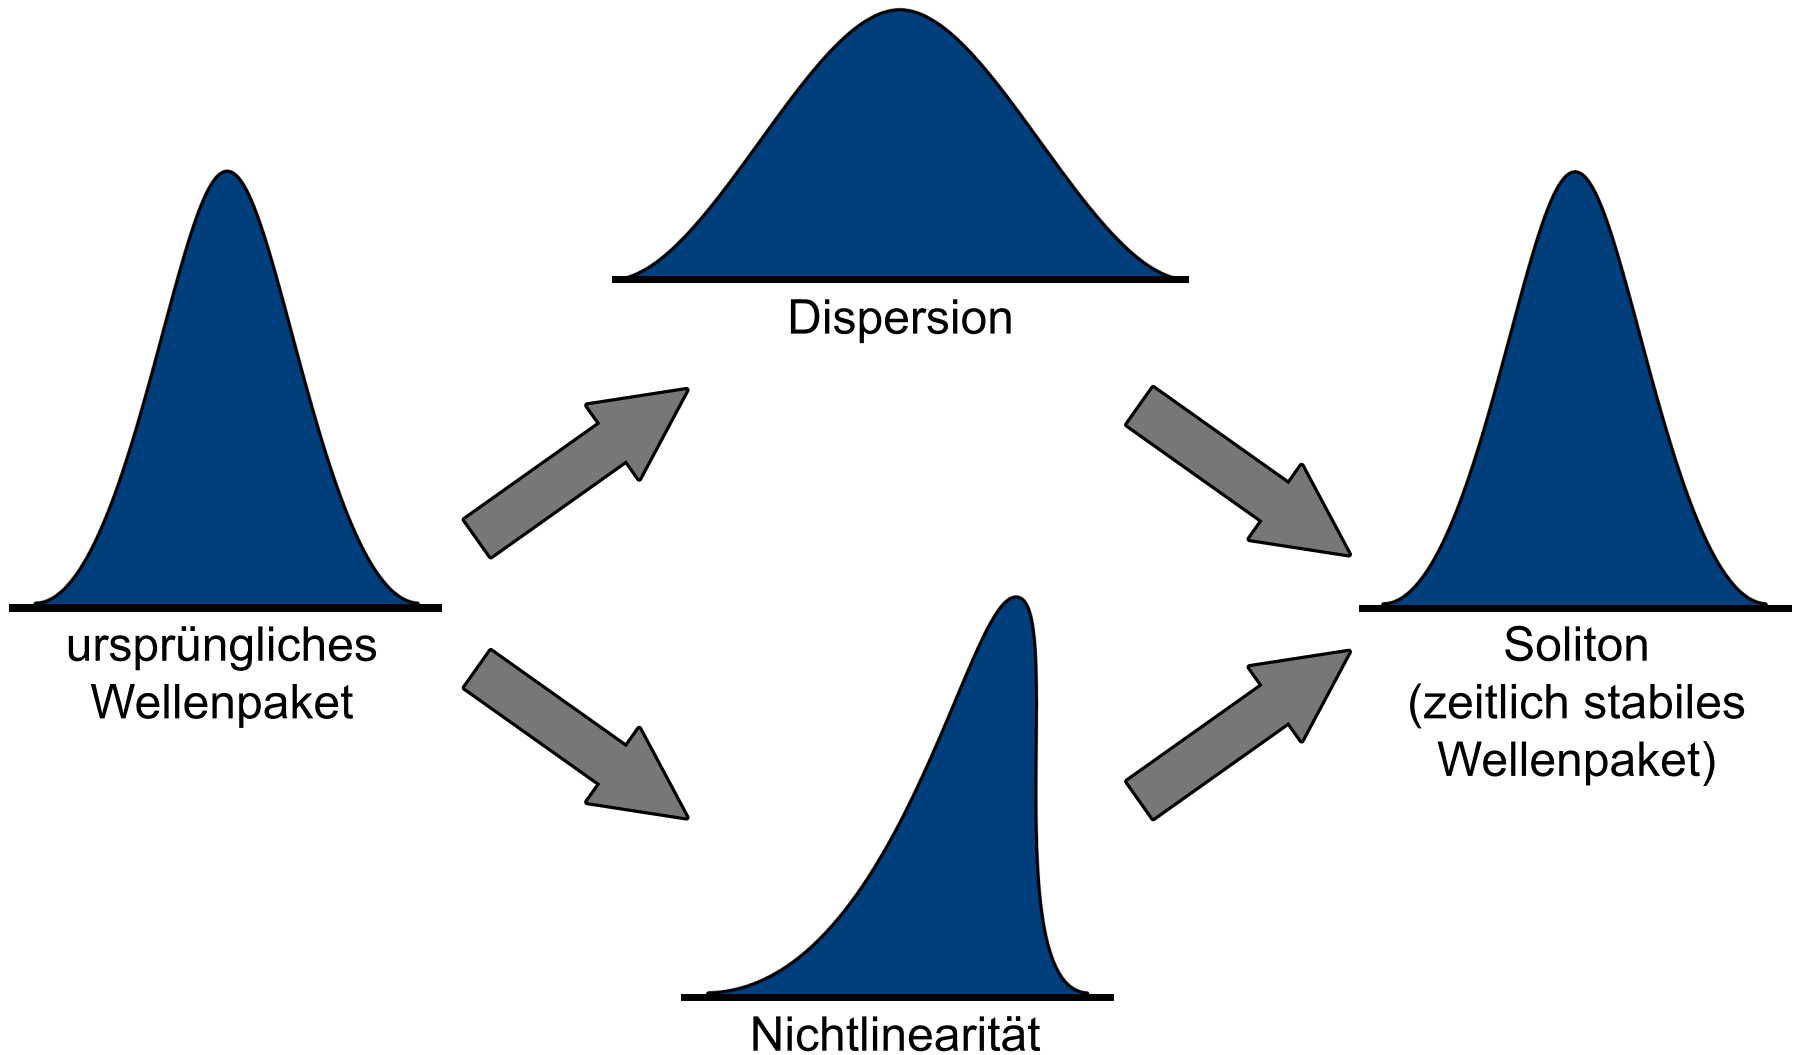 Dispersion
ursprüngliches
Wellenpaket
Soliton
(zeitlich stabiles
Wellenpaket)
Nichtlinearität